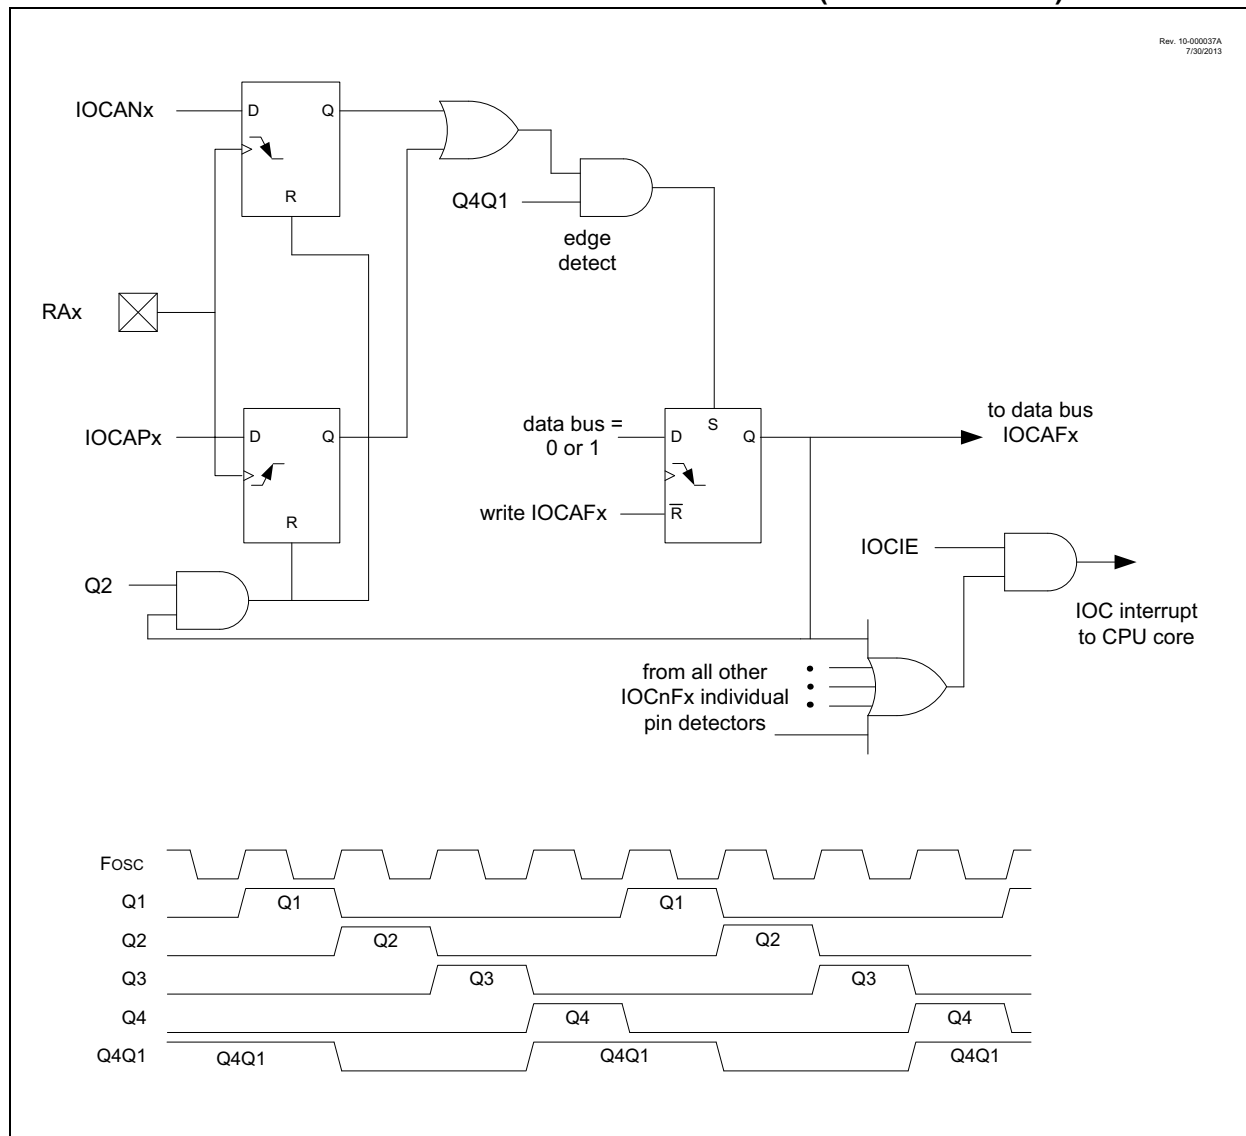 Rev. 10-000037A
7/30/2013
IOCANx
D
Q
R
Q4Q1
edge
detect
RAx
IOCAPx
D
Q
R
data bus =
0 or 1
D
S
Q
to data bus
IOCAFx
write IOCAFx
R
IOCIE
Q2
IOC interrupt
to CPU core
from all other
IOCnFx individual
pin detectors
Fosc
Q1
Q1
Q1
Q2
Q2
Q2
Q3
Q3
Q3
Q4
Q4
Q4
Q4Q1
Q4Q1
Q4Q1
Q4Q1